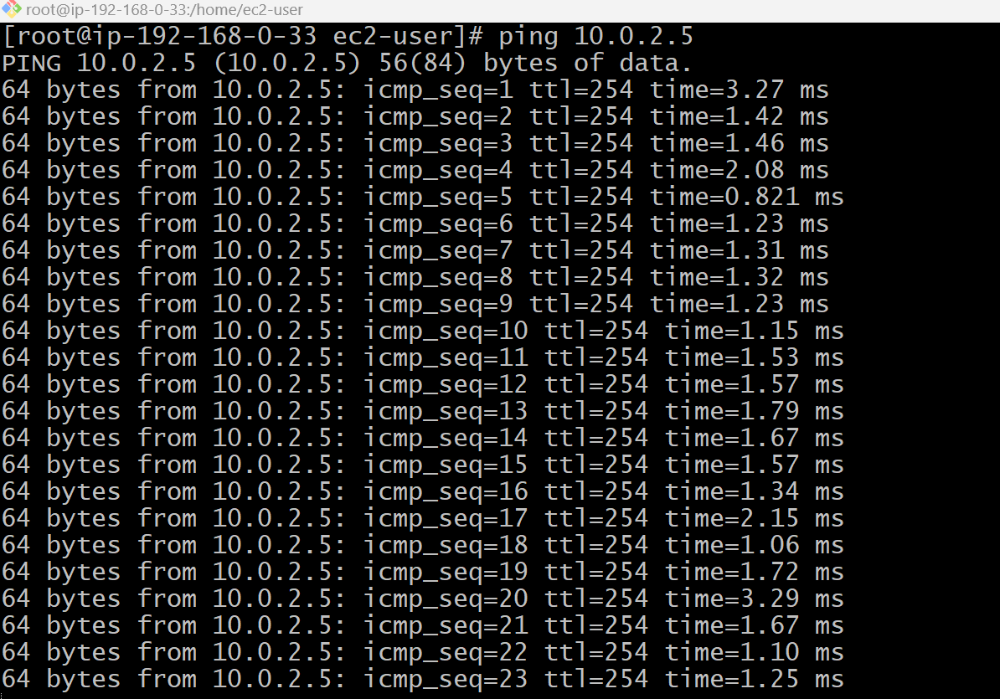 root@ip-192-168-0-33:/home/ec2-user
[root@ip-192-168-0-33 ec2-user]# ping 10.0.2.5
PING 10.0.2.5 (10.0.2.5) 56(84) bytes of data.
64 bytes from 10.0.2.5: icmp_seq=1 ttl=254 time=3.27 ms
64 bytes from 10.0.2.5: icmp_seq=2 ttl=254 time=1.42 ms
64 bytes from 10.0.2.5: icmp_seq=3 ttl=254 time=1.46 ms
64 bytes from 10.0.2.5: icmp_seq=4 ttl=254 time=2.08 ms
64 bytes from 10.0.2.5: icmp_seq=5 ttl=254 time=0.821 ms
64 bytes from 10.0.2.5: icmp_seq=6 ttl=254 time=1.23 ms
64 bytes from 10.0.2.5: icmp_seq=7 ttl=254 time=1.31 ms
64 bytes from 10.0.2.5: icmp_seq=8 ttl=254 time=1.32 ms
64 bytes from 10.0.2.5: icmp_seq=9 ttl=254 time=1.23 ms
64 bytes from 10.0.2.5: icmp_seq=10 ttl=254 time=1.15 ms
64 bytes from 10.0.2.5: icmp_seq=11 ttl=254 time=1.53 ms
64 bytes from 10.0.2.5: icmp_seq=12 ttl=254 time=1.57 ms
64 bytes from 10.0.2.5: icmp_seq=13 ttl=254 time=1.79 ms
64 bytes from 10.0.2.5: icmp_seq=14 ttl=254 time=1.67 ms
64 bytes from 10.0.2.5: icmp_seq=15 ttl=254 time=1.57 ms
64 bytes from 10.0.2.5: icmp_seq=16 ttl=254 time=1.34 ms
64 bytes from 10.0.2.5: icmp_seq=17 ttl=254 time=2.15 ms
64 bytes from 10.0.2.5: icmp_seq=18 ttl=254 time=1.06 ms
64 bytes from 10.0.2.5: icmp_seq=19 ttl=254 time=1.72 ms
64 bytes from 10.0.2.5: icmp_seq=20 ttl=254 time=3.29 ms
64 bytes from 10.0.2.5: icmp_seq=21 ttl=254 time=1.67 ms
64 bytes from 10.0.2.5: icmp_seq=22 ttl=254 time=1.10 ms
64 bytes from 10.0.2.5: icmp_seq=23 ttl=254 time=1.25 ms